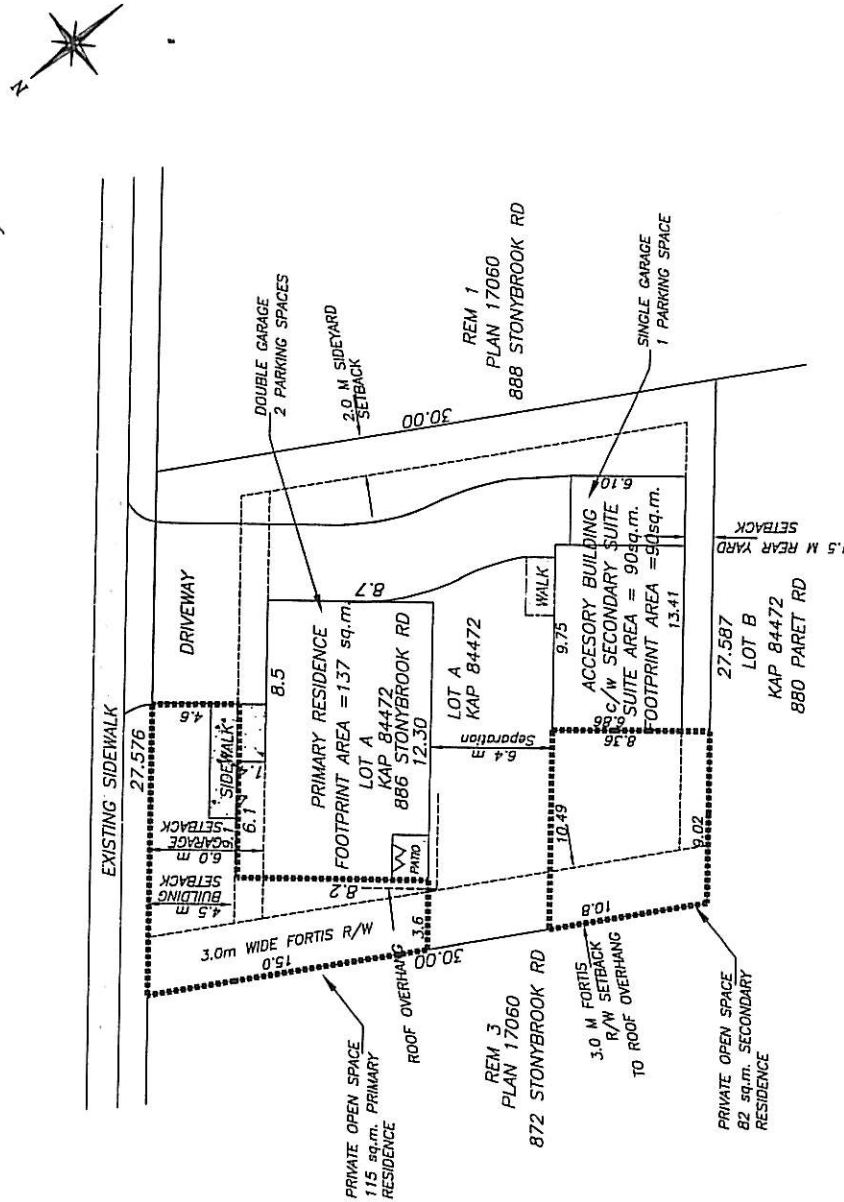 N
EXISTING SIDEWALK
27.576
DRIVEWAY
4.6
SIDEWALK
4.5 m
BUILDING
SETBACK
6.0 m
GARAGE
SETBACK
6.1
8.5
8.7
DOUBLE GARAGE
2 PARKING SPACES
2.0 M SIDEYARD
SETBACK
30.00
REM 1
PLAN 17060
888 STONYBROOK RD
PRIMARY RESIDENCE
FOOTPRINT AREA =137 sq.m.
LOT A
KAP 84472
886 STONYBROOK RD
12.30
PATIO
8.2
3.0m WIDE FORTIS R/W
15.0
3.6
30.00
ROOF OVERHANG
PRIVATE OPEN SPACE
115 sq.m. PRIMARY
RESIDENCE
LOT A
KAP 84472
6.4 m
Separation
WALK
9.75
6.10
SINGLE GARAGE
1 PARKING SPACE
ACCESORY BUILDING
c/w SECONDARY SUITE
SUITE AREA = 90sq.m.
FOOTPRINT AREA =90sq.m.
6.86
8.36
13.41
10.49
10.8
9.02
REM 3
PLAN 17060
872 STONYBROOK RD
3.0 M FORTIS
R/W SETBACK
TO ROOF OVERHANG
PRIVATE OPEN SPACE
82 sq.m. SECONDARY
RESIDENCE
27.587
LOT B
KAP 84472
880 PARET RD
.5 M REAR YARD
SETBACK